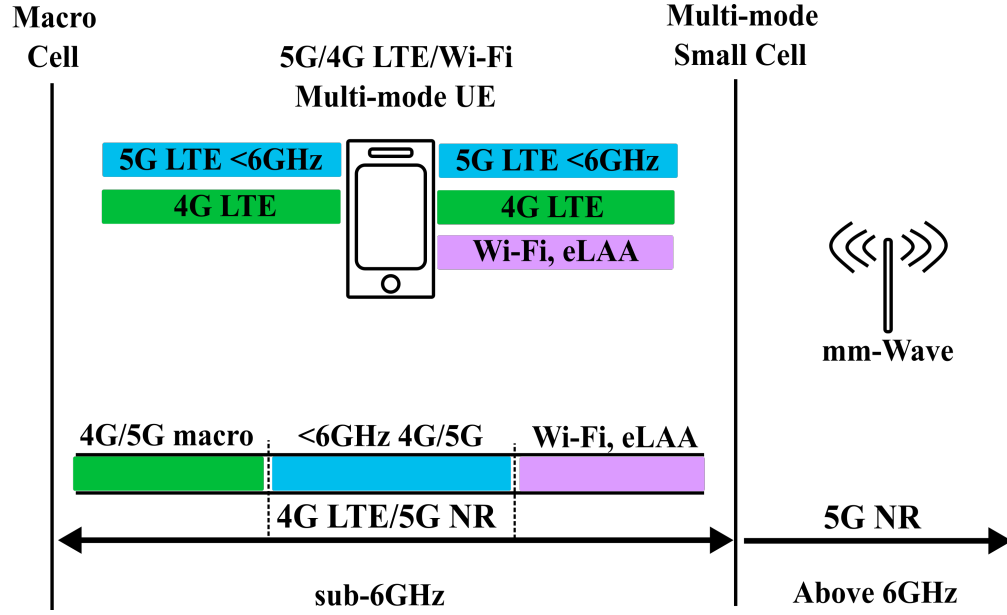 Macro
Cell
Multi-mode
Small Cell
5G/4G LTE/Wi-Fi
Multi-mode UE
5G LTE <6GHz
5G LTE <6GHz
4G LTE
4G LTE
Wi-Fi, eLAA
mm-Wave
4G/5G macro
<6GHz 4G/5G
Wi-Fi, eLAA
4G LTE/5G NR
5G NR
sub-6GHz
Above 6GHz